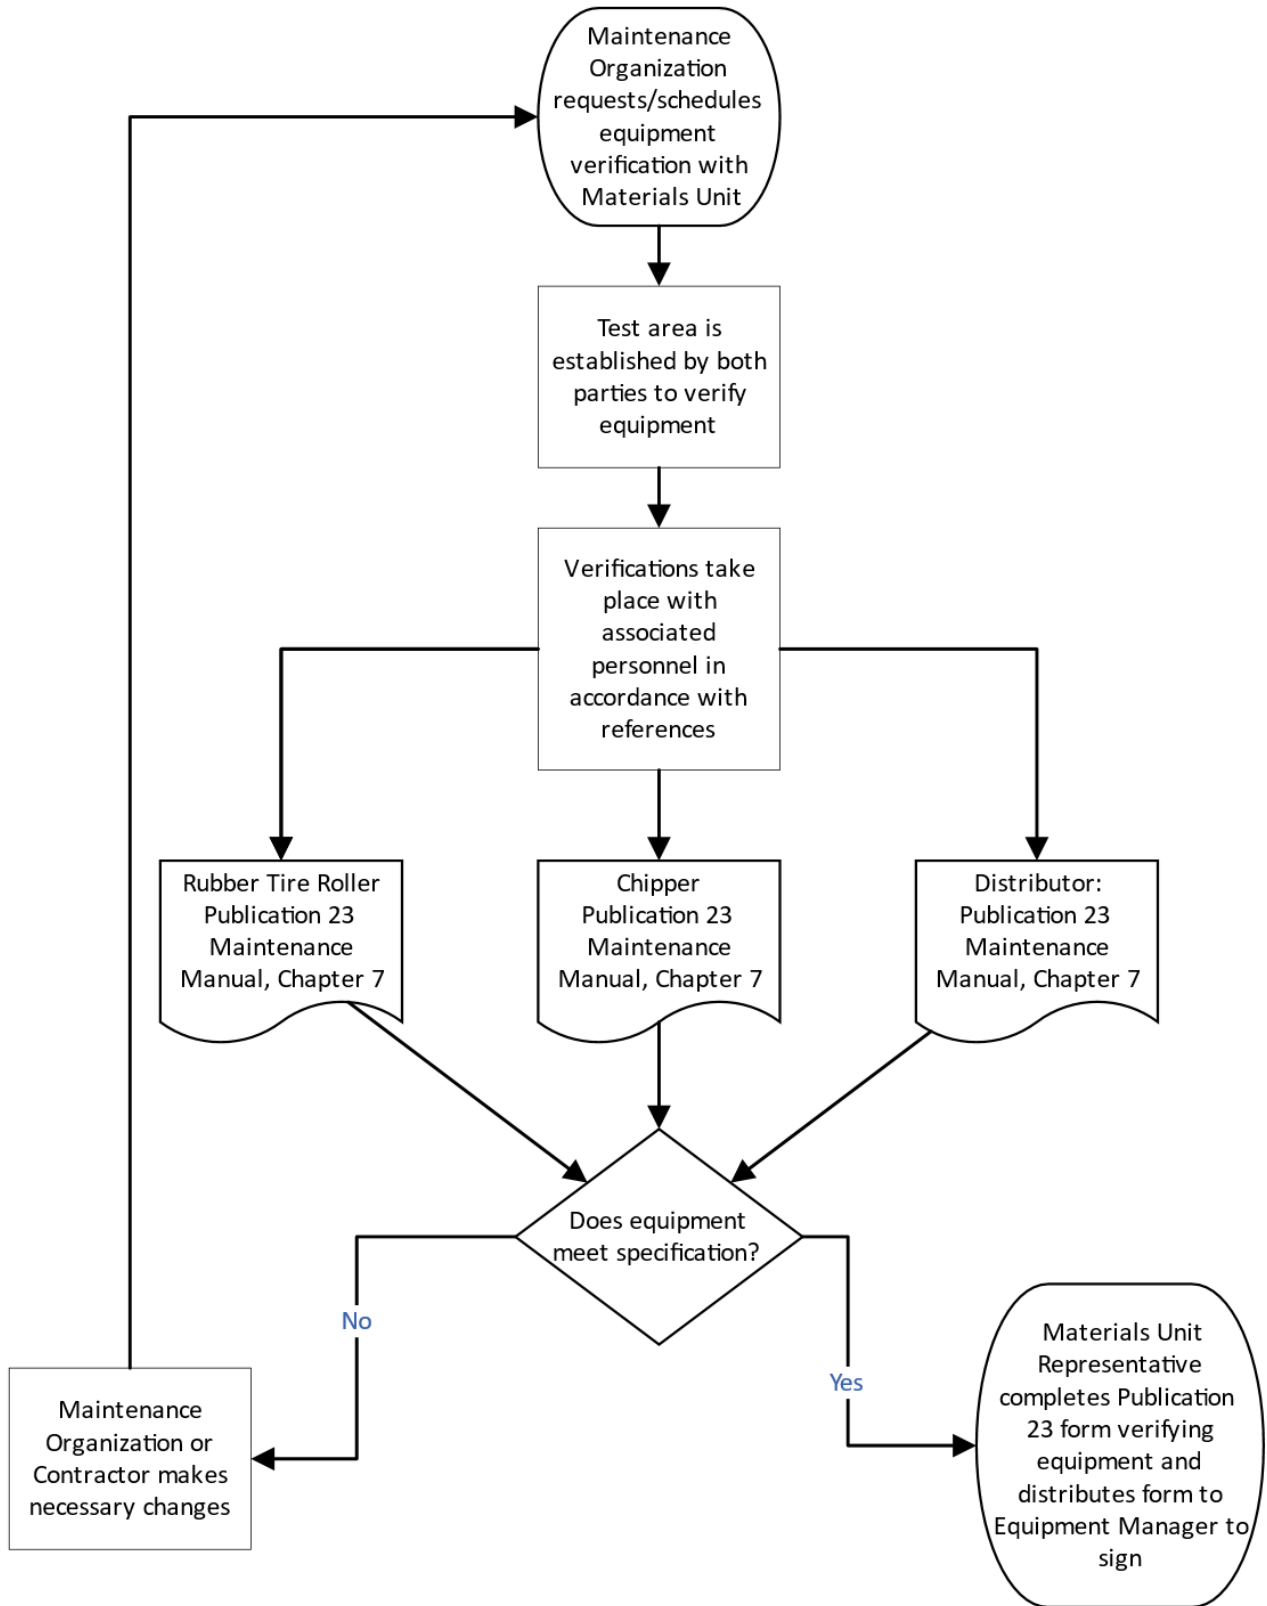 Maintenance
Organization
requests/schedules
equipment
verification with
Materials Unit
Test area is
established by both
parties to verify
equipment
Verifications take
place with
associated
personnel in
accordance with
references
Rubber Tire Roller
Publication 23
Maintenance
Manual, Chapter 7
Chipper
Publication 23
Maintenance
Manual, Chapter 7
Distributor:
Publication 23
Maintenance
Manual, Chapter 7
Does equipment
meet specification?
No
Yes
Maintenance
Organization or
Contractor makes
necessary changes
Materials Unit
Representative
completes Publication
23 form verifying
equipment and
distributes form to
Equipment Manager to
sign